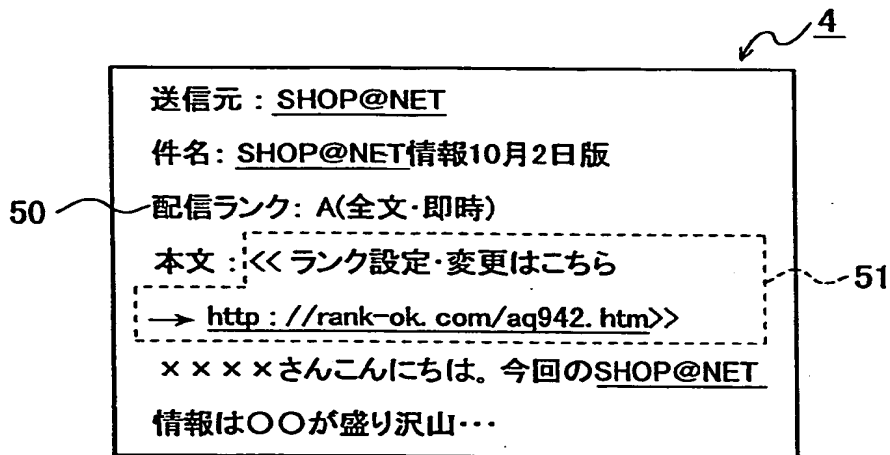 4
送信元：SHOP@NET
件名：SHOP@NET情報10月2日版
50
配信ランク：A(全文・即時)
本文：<<ランク設定・変更はこちら
51
→ http://rank-ok.com/aq942.htm>>
××××さんこんにちは。今回のSHOP@NET
情報は〇〇が盛り沢山・・・